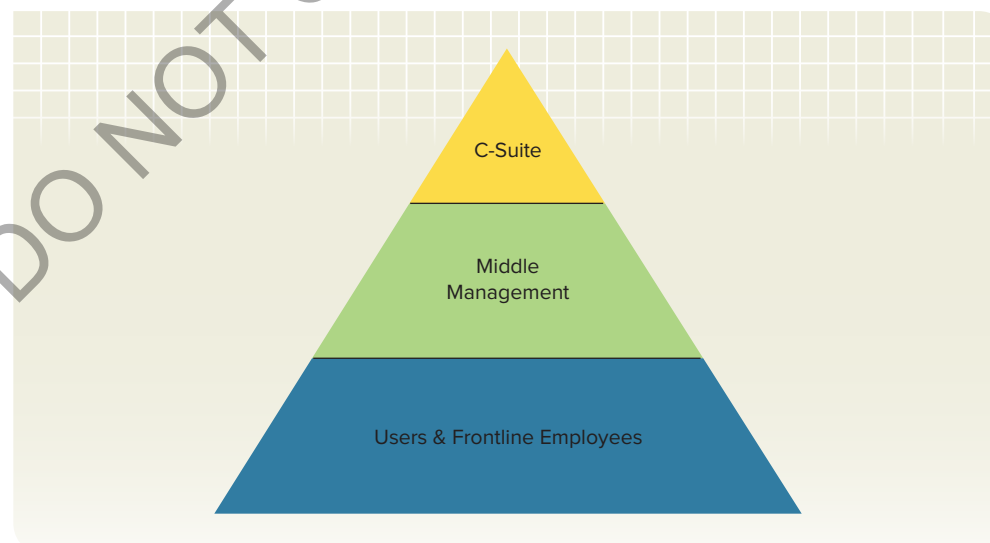 DO NOT
C-Suite
Middle
Management
Users & Frontline Employees